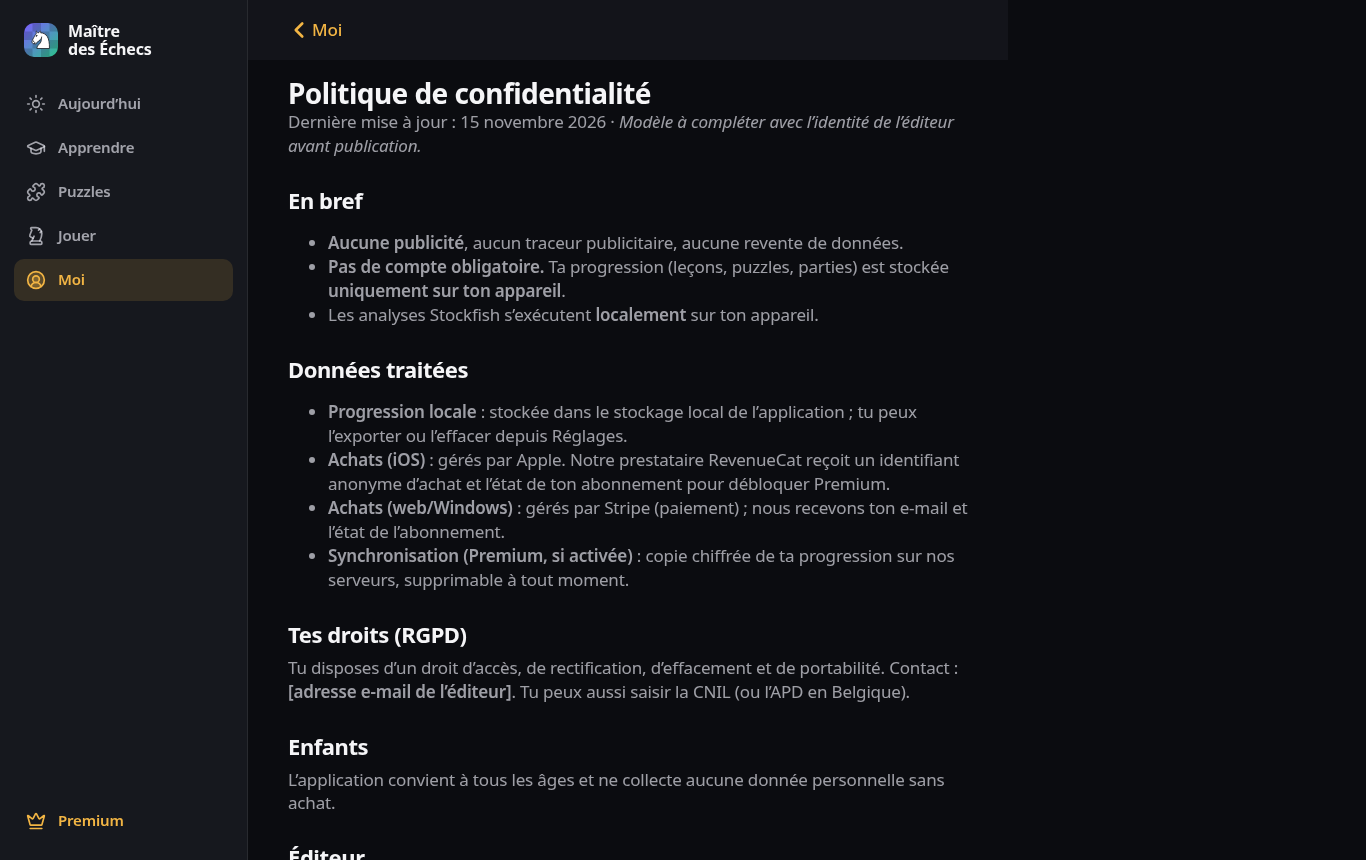 Maître
des Échecs
Aujourd’hui
Apprendre
Puzzles
Jouer
Moi
Premium
Moi
Politique de confidentialité
Dernière mise à jour : 15 novembre 2026 · Modèle à compléter avec l’identité de l’éditeur
avant publication.
En bref
• Aucune publicité, aucun traceur publicitaire, aucune revente de données.
• Pas de compte obligatoire. Ta progression (leçons, puzzles, parties) est stockée
uniquement sur ton appareil.
• Les analyses Stockfish s’exécutent localement sur ton appareil.
Données traitées
• Progression locale : stockée dans le stockage local de l’application ; tu peux
l’exporter ou l’effacer depuis Réglages.
• Achats (iOS) : gérés par Apple. Notre prestataire RevenueCat reçoit un identifiant
anonyme d’achat et l’état de ton abonnement pour débloquer Premium.
• Achats (web/Windows) : gérés par Stripe (paiement) ; nous recevons ton e-mail et
l’état de l’abonnement.
• Synchronisation (Premium, si activée) : copie chiffrée de ta progression sur nos
serveurs, supprimable à tout moment.
Tes droits (RGPD)
Tu disposes d’un droit d’accès, de rectification, d’effacement et de portabilité. Contact :
[adresse e-mail de l’éditeur]. Tu peux aussi saisir la CNIL (ou l’APD en Belgique).
Enfants
L’application convient à tous les âges et ne collecte aucune donnée personnelle sans
achat.
Éditeur